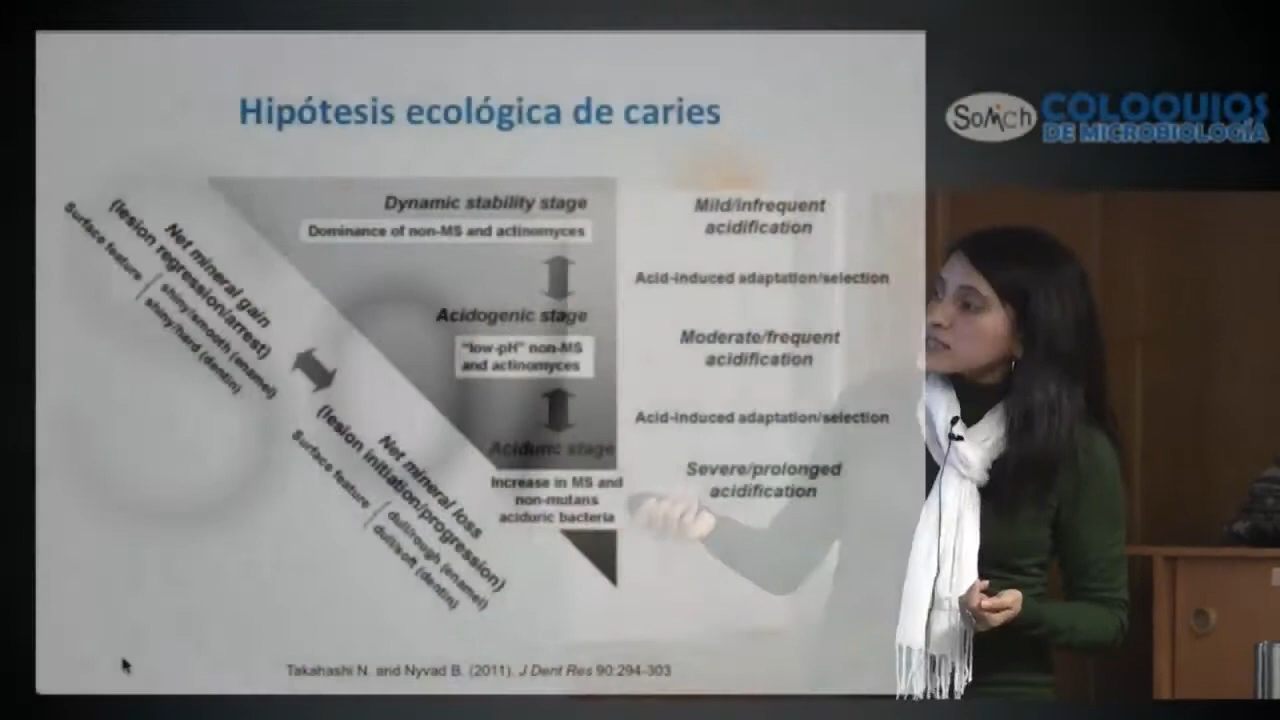 Hipótesis ecológica de caries
SoMich COLOQUIOS
DE MICROBIOLOGÍA
Dynamic stability stage
Dominance of non-MS and actinomyces
Acidogenic stage
"low-pH" non-MS
and actinomyces
Aciduric stage
Increase in MS and
non-mutans
aciduric bacteria
Mild/infrequent
acidification
Acid-induced adaptation/selection
Moderate/frequent
acidification
Acid-induced adaptation/selection
Severe/prolonged
acidification
Net mineral gain
(lesion regression/arrest)
Surface feature
shiny/smooth (enamel)
shiny/hard (dentin)
Net mineral loss
(lesion initiation/progression)
Surface feature
dull/rough (enamel)
dull/soft (dentin)
Takahashi N. and Nyvad B. (2011). J Dent Res 90:294-303